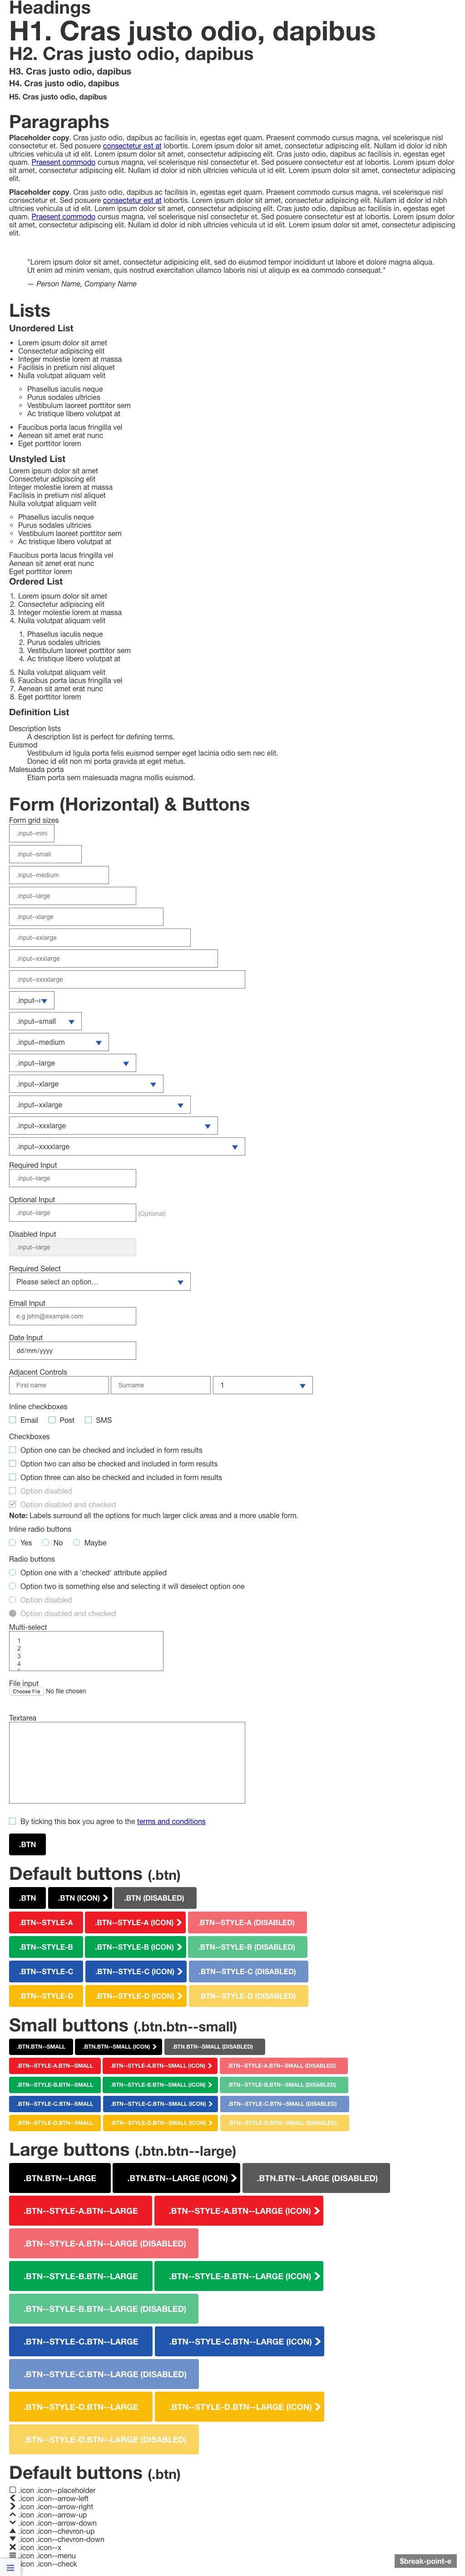 Headings
H1. Cras justo odio, dapibus
H2. Cras justo odio, dapibus
H3. Cras justo odio, dapibus
H4. Cras justo odio, dapibus
H5. Cras justo odio, dapibus
Paragraphs
Placeholder copy. Cras justo odio, dapibus ac facilisis in, egestas eget quam. Praesent commodo cursus magna, vel scelerisque nisl
consectetur et. Sed posuere consectetur est at lobortis. Lorem ipsum dolor sit amet, consectetur adipiscing elit. Nullam id dolor id nibh
ultricies vehicula ut id elit. Lorem ipsum dolor sit amet, consectetur adipiscing elit. Cras justo odio, dapibus ac facilisis in, egestas eget
quam. Praesent commodo cursus magna, vel scelerisque nisl consectetur et. Sed posuere consectetur est at lobortis. Lorem ipsum dolor
sit amet, consectetur adipiscing elit. Nullam id dolor id nibh ultricies vehicula ut id elit. Lorem ipsum dolor sit amet, consectetur adipiscing
elit.
Placeholder copy. Cras justo odio, dapibus ac facilisis in, egestas eget quam. Praesent commodo cursus magna, vel scelerisque nisl
consectetur et. Sed posuere consectetur est at lobortis. Lorem ipsum dolor sit amet, consectetur adipiscing elit. Nullam id dolor id nibh
ultricies vehicula ut id elit. Lorem ipsum dolor sit amet, consectetur adipiscing elit. Cras justo odio, dapibus ac facilisis in, egestas eget
quam. Praesent commodo cursus magna, vel scelerisque nisl consectetur et. Sed posuere consectetur est at lobortis. Lorem ipsum dolor
sit amet, consectetur adipiscing elit. Nullam id dolor id nibh ultricies vehicula ut id elit. Lorem ipsum dolor sit amet, consectetur adipiscing
elit.
"Lorem ipsum dolor sit amet, consectetur adipisicing elit, sed do eiusmod tempor incididunt ut labore et dolore magna aliqua.
Ut enim ad minim veniam, quis nostrud exercitation ullamco laboris nisi ut aliquip ex ea commodo consequat."
— Person Name, Company Name
Lists
Unordered List
Lorem ipsum dolor sit amet
Consectetur adipiscing elit
Integer molestie lorem at massa
Facilisis in pretium nisl aliquet
Nulla volutpat aliquam velit
Phasellus iaculis neque
Purus sodales ultricies
Vestibulum laoreet porttitor sem
Ac tristique libero volutpat at
Faucibus porta lacus fringilla vel
Aenean sit amet erat nunc
Eget porttitor lorem
Unstyled List
Lorem ipsum dolor sit amet
Consectetur adipiscing elit
Integer molestie lorem at massa
Facilisis in pretium nisl aliquet
Nulla volutpat aliquam velit
Phasellus iaculis neque
Purus sodales ultricies
Vestibulum laoreet porttitor sem
Ac tristique libero volutpat at
Faucibus porta lacus fringilla vel
Aenean sit amet erat nunc
Eget porttitor lorem
Ordered List
1. Lorem ipsum dolor sit amet
2. Consectetur adipiscing elit
3. Integer molestie lorem at massa
4. Nulla volutpat aliquam velit
1. Phasellus iaculis neque
2. Purus sodales ultricies
3. Vestibulum laoreet porttitor sem
4. Ac tristique libero volutpat at
5. Nulla volutpat aliquam velit
6. Faucibus porta lacus fringilla vel
7. Aenean sit amet erat nunc
8. Eget porttitor lorem
Definition List
Description lists
A description list is perfect for defining terms.
Euismod
Vestibulum id ligula porta felis euismod semper eget lacinia odio sem nec elit.
Donec id elit non mi porta gravida at eget metus.
Malesuada porta
Etiam porta sem malesuada magna mollis euismod.
Form (Horizontal) & Buttons
Form grid sizes
.input--mini
.input--small
.input--medium
.input--large
.input--xlarge
.input--xxlarge
.input--xxxlarge
.input--xxxxlarge
.input--
.input--small
.input--medium
.input--large
.input--xlarge
.input--xxlarge
.input--xxxlarge
.input--xxxxlarge
Required Input
.input--large
Optional Input
.input--large (Optional)
Disabled Input
.input--large
Required Select
Please select an option...
Email Input
e.g john@example.com
Date Input
dd/mm/yyyy
Adjacent Controls
First name Surname 1
Inline checkboxes
Email Post SMS
Checkboxes
Option one can be checked and included in form results
Option two can also be checked and included in form results
Option three can also be checked and included in form results
Option disabled
Option disabled and checked
Note: Labels surround all the options for much larger click areas and a more usable form.
Inline radio buttons
Yes No Maybe
Radio buttons
Option one with a 'checked' attribute applied
Option two is something else and selecting it will deselect option one
Option disabled
Option disabled and checked
Multi-select
1
2
3
4
File input
Choose File No file chosen
Textarea
By ticking this box you agree to the terms and conditions
.BTN
Default buttons (.btn)
.BTN .BTN (ICON) .BTN (DISABLED)
.BTN--STYLE-A .BTN--STYLE-A (ICON) .BTN--STYLE-A (DISABLED)
.BTN--STYLE-B .BTN--STYLE-B (ICON) .BTN--STYLE-B (DISABLED)
.BTN--STYLE-C .BTN--STYLE-C (ICON) .BTN--STYLE-C (DISABLED)
.BTN--STYLE-D .BTN--STYLE-D (ICON) .BTN--STYLE-D (DISABLED)
Small buttons (.btn.btn--small)
.BTN.BTN--SMALL .BTN.BTN--SMALL (ICON) .BTN.BTN--SMALL (DISABLED)
.BTN--STYLE-A.BTN--SMALL .BTN--STYLE-A.BTN--SMALL (ICON) .BTN--STYLE-A.BTN--SMALL (DISABLED)
.BTN--STYLE-B.BTN--SMALL .BTN--STYLE-B.BTN--SMALL (ICON) .BTN--STYLE-B.BTN--SMALL (DISABLED)
.BTN--STYLE-C.BTN--SMALL .BTN--STYLE-C.BTN--SMALL (ICON) .BTN--STYLE-C.BTN--SMALL (DISABLED)
.BTN--STYLE-D.BTN--SMALL .BTN--STYLE-D.BTN--SMALL (ICON) .BTN--STYLE-D.BTN--SMALL (DISABLED)
Large buttons (.btn.btn--large)
.BTN.BTN--LARGE .BTN.BTN--LARGE (ICON) .BTN.BTN--LARGE (DISABLED)
.BTN--STYLE-A.BTN--LARGE .BTN--STYLE-A.BTN--LARGE (ICON)
.BTN--STYLE-A.BTN--LARGE (DISABLED)
.BTN--STYLE-B.BTN--LARGE .BTN--STYLE-B.BTN--LARGE (ICON)
.BTN--STYLE-B.BTN--LARGE (DISABLED)
.BTN--STYLE-C.BTN--LARGE .BTN--STYLE-C.BTN--LARGE (ICON)
.BTN--STYLE-C.BTN--LARGE (DISABLED)
.BTN--STYLE-D.BTN--LARGE .BTN--STYLE-D.BTN--LARGE (ICON)
.BTN--STYLE-D.BTN--LARGE (DISABLED)
Default buttons (.btn)
.icon .icon--placeholder
.icon .icon--arrow-left
.icon .icon--arrow-right
.icon .icon--arrow-up
.icon .icon--arrow-down
.icon .icon--chevron-up
.icon .icon--chevron-down
.icon .icon--x
.icon .icon--menu
.icon .icon--check
$break-point-e